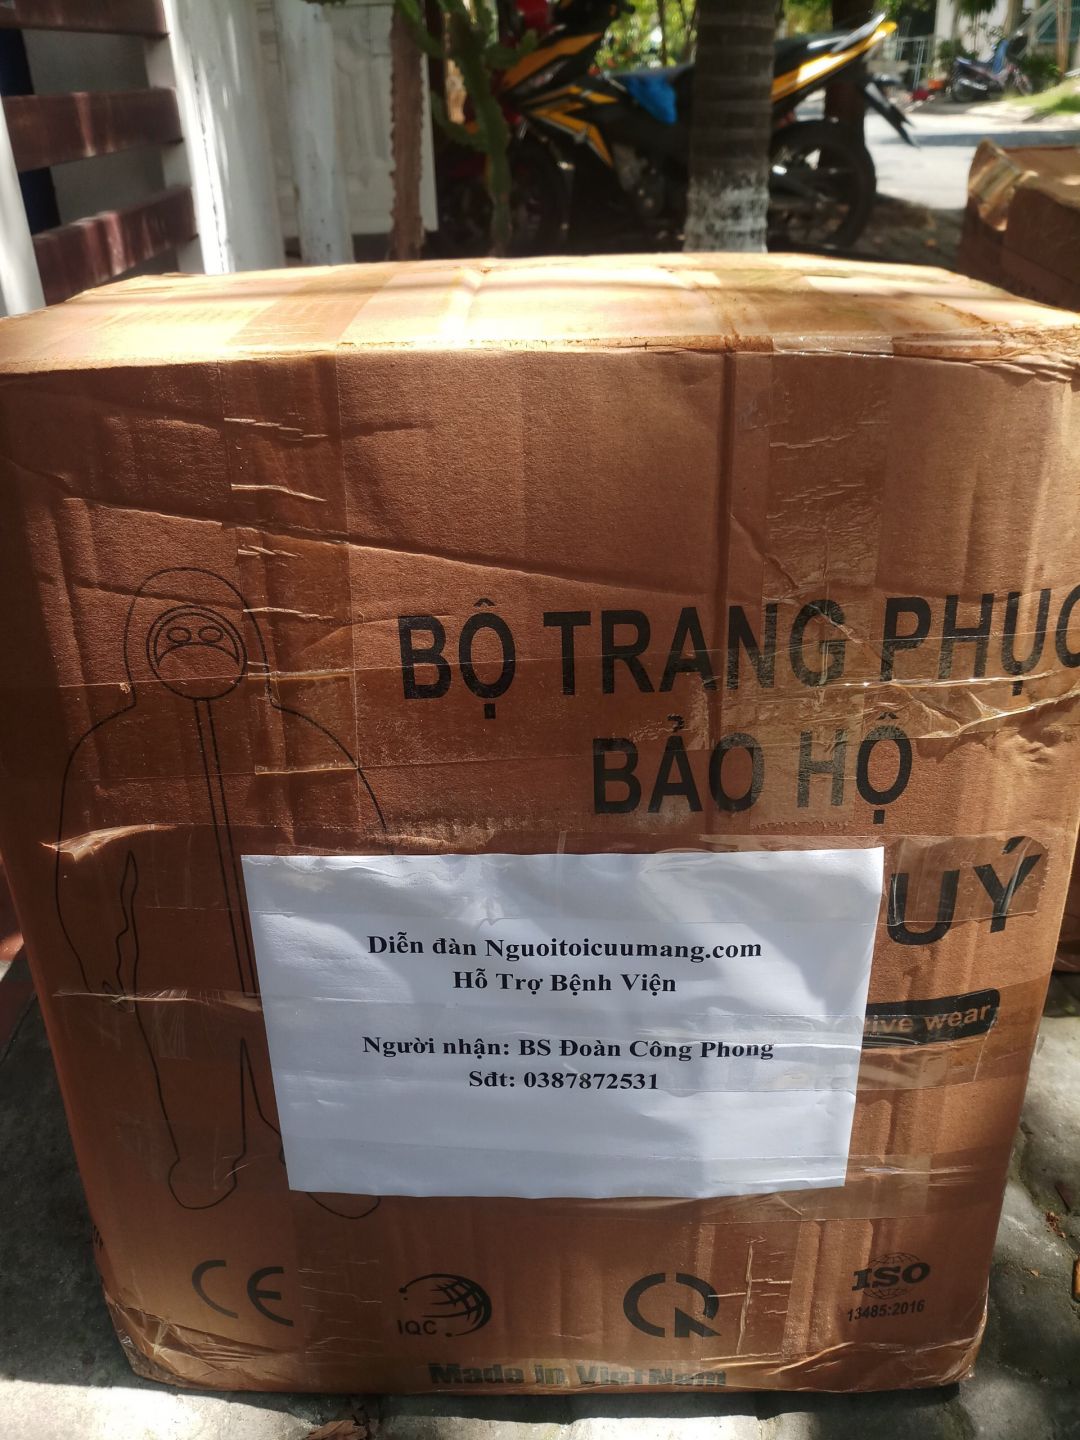 BỘ TRANG PHỤC
BẢO HỘ
UÝ
Diễn đàn Nguoitoicuumang.com
Hỗ Trợ Bệnh Viện
Người nhận: BS Đoàn Công Phong
Sđt: 0387872531
wear
CE
IQC
CR
ISO
13485:2016
Made in VietNam